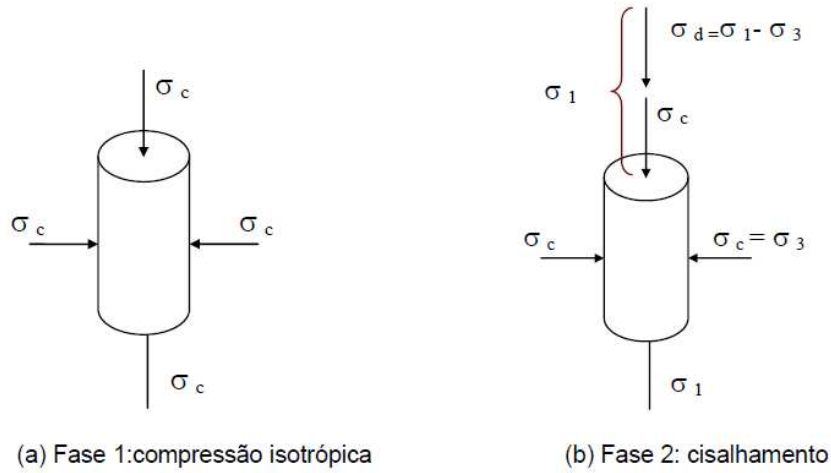 σ c
σ c
σ c
σ c
(a) Fase 1:compressão isotrópica
σ d=σ 1- σ 3
σ 1
σ c
σ c
σ c = σ 3
σ 1
(b) Fase 2: cisalhamento